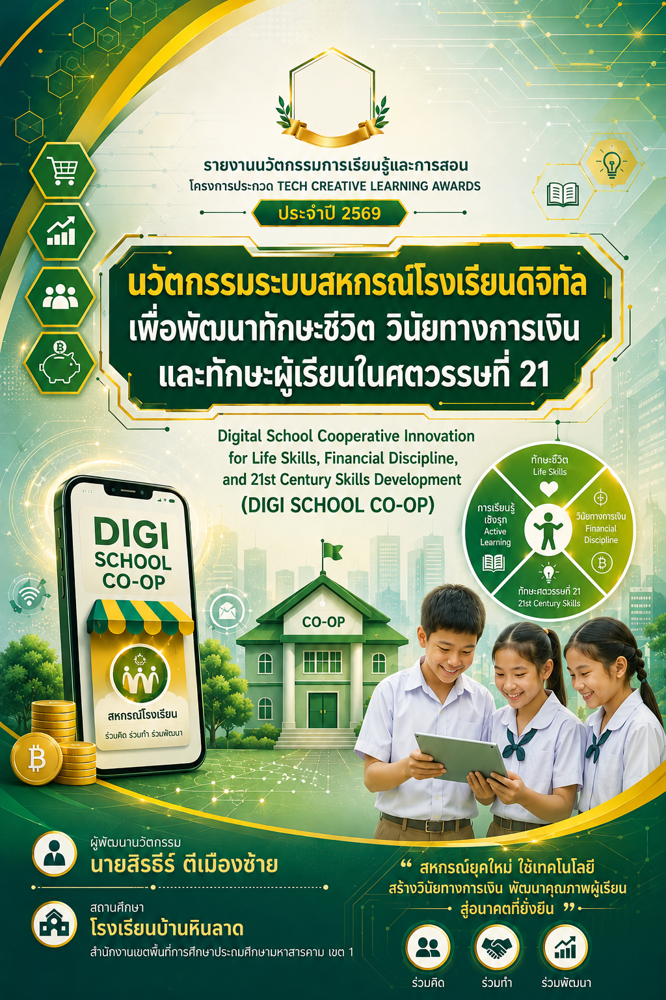 รายงานนวัตกรรมการเรียนรู้และการสอน
โครงการประกวด TECH CREATIVE LEARNING AWARDS
ประจำปี 2569
นวัตกรรมระบบสหกรณ์โรงเรียนดิจิทัล
เพื่อพัฒนาทักษะชีวิต วินัยทางการเงิน
และทักษะผู้เรียนในศตวรรษที่ 21
Digital School Cooperative Innovation
for Life Skills, Financial Discipline,
and 21st Century Skills Development
(DIGI SCHOOL CO-OP)
ทักษะชีวิต
Life Skills
การเรียนรู้
เชิงรุก
Active
Learning
วินัยทางการเงิน
Financial
Discipline
ทักษะศตวรรษที่ 21
21st Century Skills
DIGI
SCHOOL
CO-OP
สหกรณ์โรงเรียน
ร่วมคิด ร่วมทำ ร่วมพัฒนา
CO-OP
ผู้พัฒนานวัตกรรม
นายสิรธีร์ ตีเมืองซ้าย
สถานศึกษา
โรงเรียนบ้านหินลาด
สำนักงานเขตพื้นที่การศึกษาประถมศึกษามหาสารคาม เขต 1
“ สหกรณ์ยุคใหม่ ใช้เทคโนโลยี
สร้างวินัยทางการเงิน พัฒนาคุณภาพผู้เรียน
สู่อนาคตที่ยั่งยืน ”
ร่วมคิด
ร่วมทำ
ร่วมพัฒนา